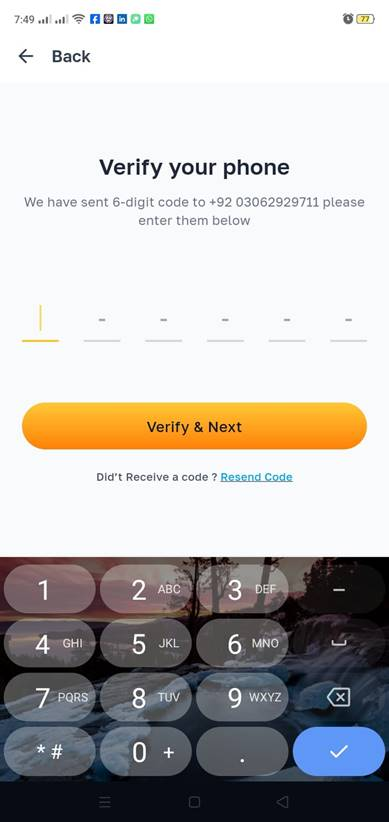 7:49
77
Back
Verify your phone
We have sent 6-digit code to +92 03062929711 please
enter them below
- - - - -
Verify & Next
Did't Receive a code ? Resend Code
1 2 ABC 3 DEF -
4 GHI 5 JKL 6 MNO
7 PQRS 8 TUV 9 WXYZ
* # 0 + .